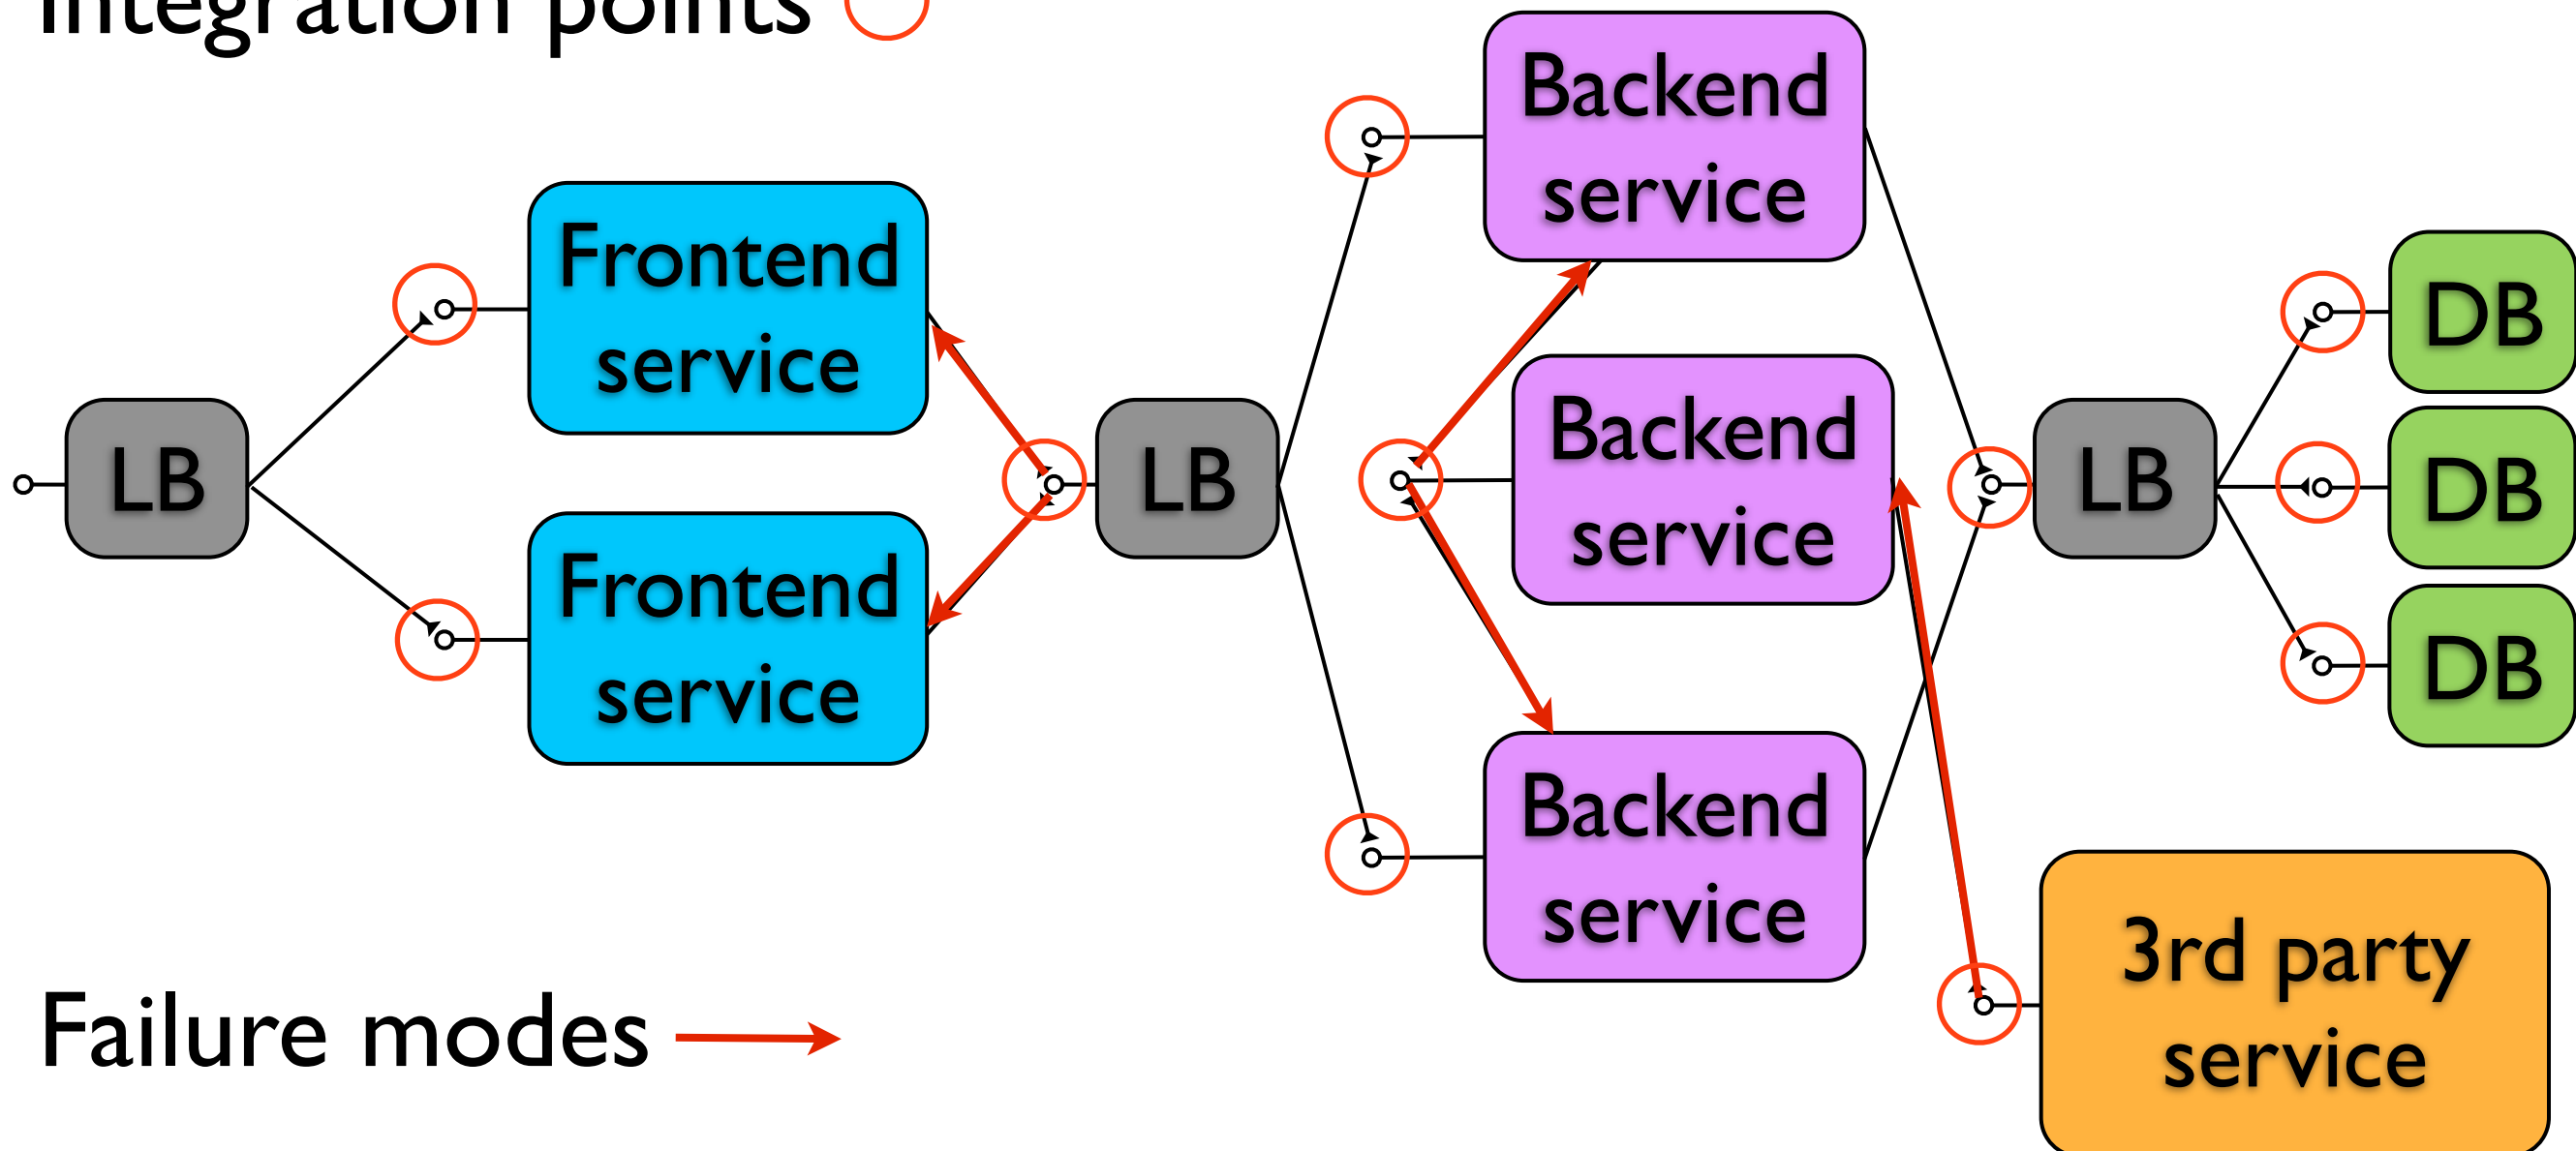 Integration points
Backend
service
Frontend
service
DB
Backend
service
LB
LB
LB
DB
Frontend
service
DB
Backend
service
3rd party
service
Failure modes